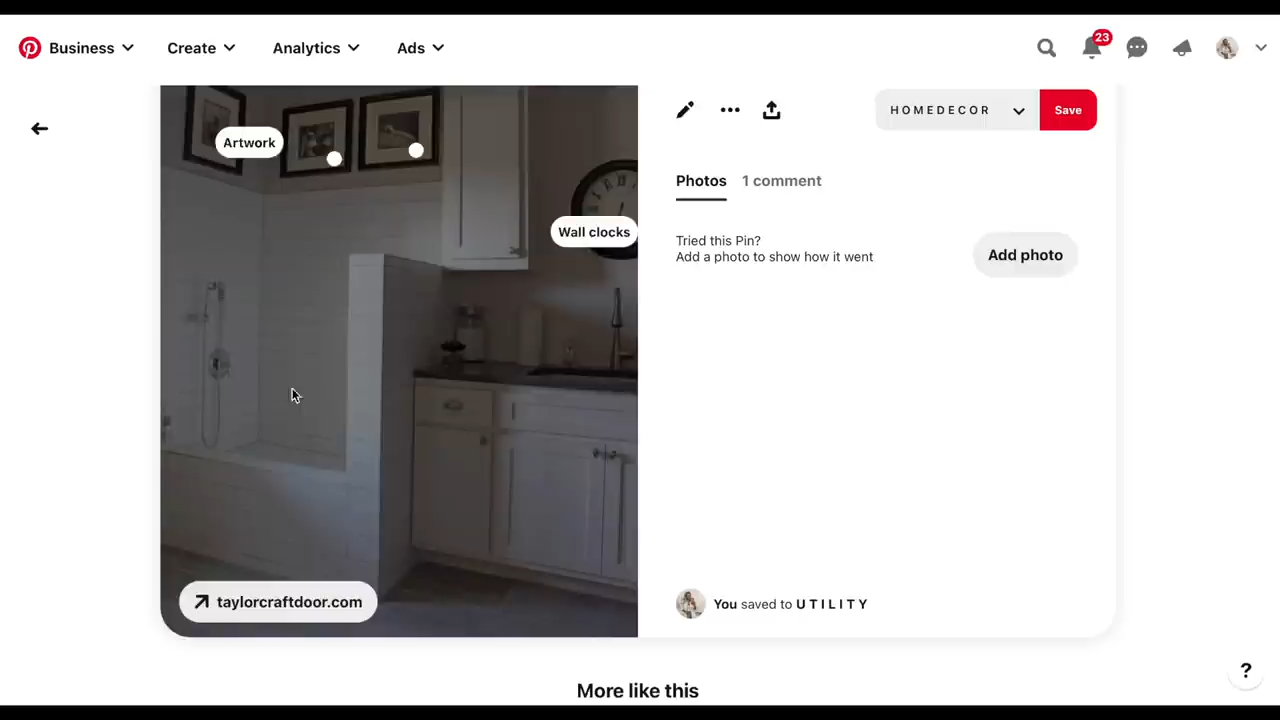 Business
Create
Analytics
Ads
23
Artwork
Wall clocks
taylorcraftdoor.com
HOMEDECOR
Save
Photos
1 comment
Tried this Pin?
Add a photo to show how it went
Add photo
You saved to UTILITY
More like this
?